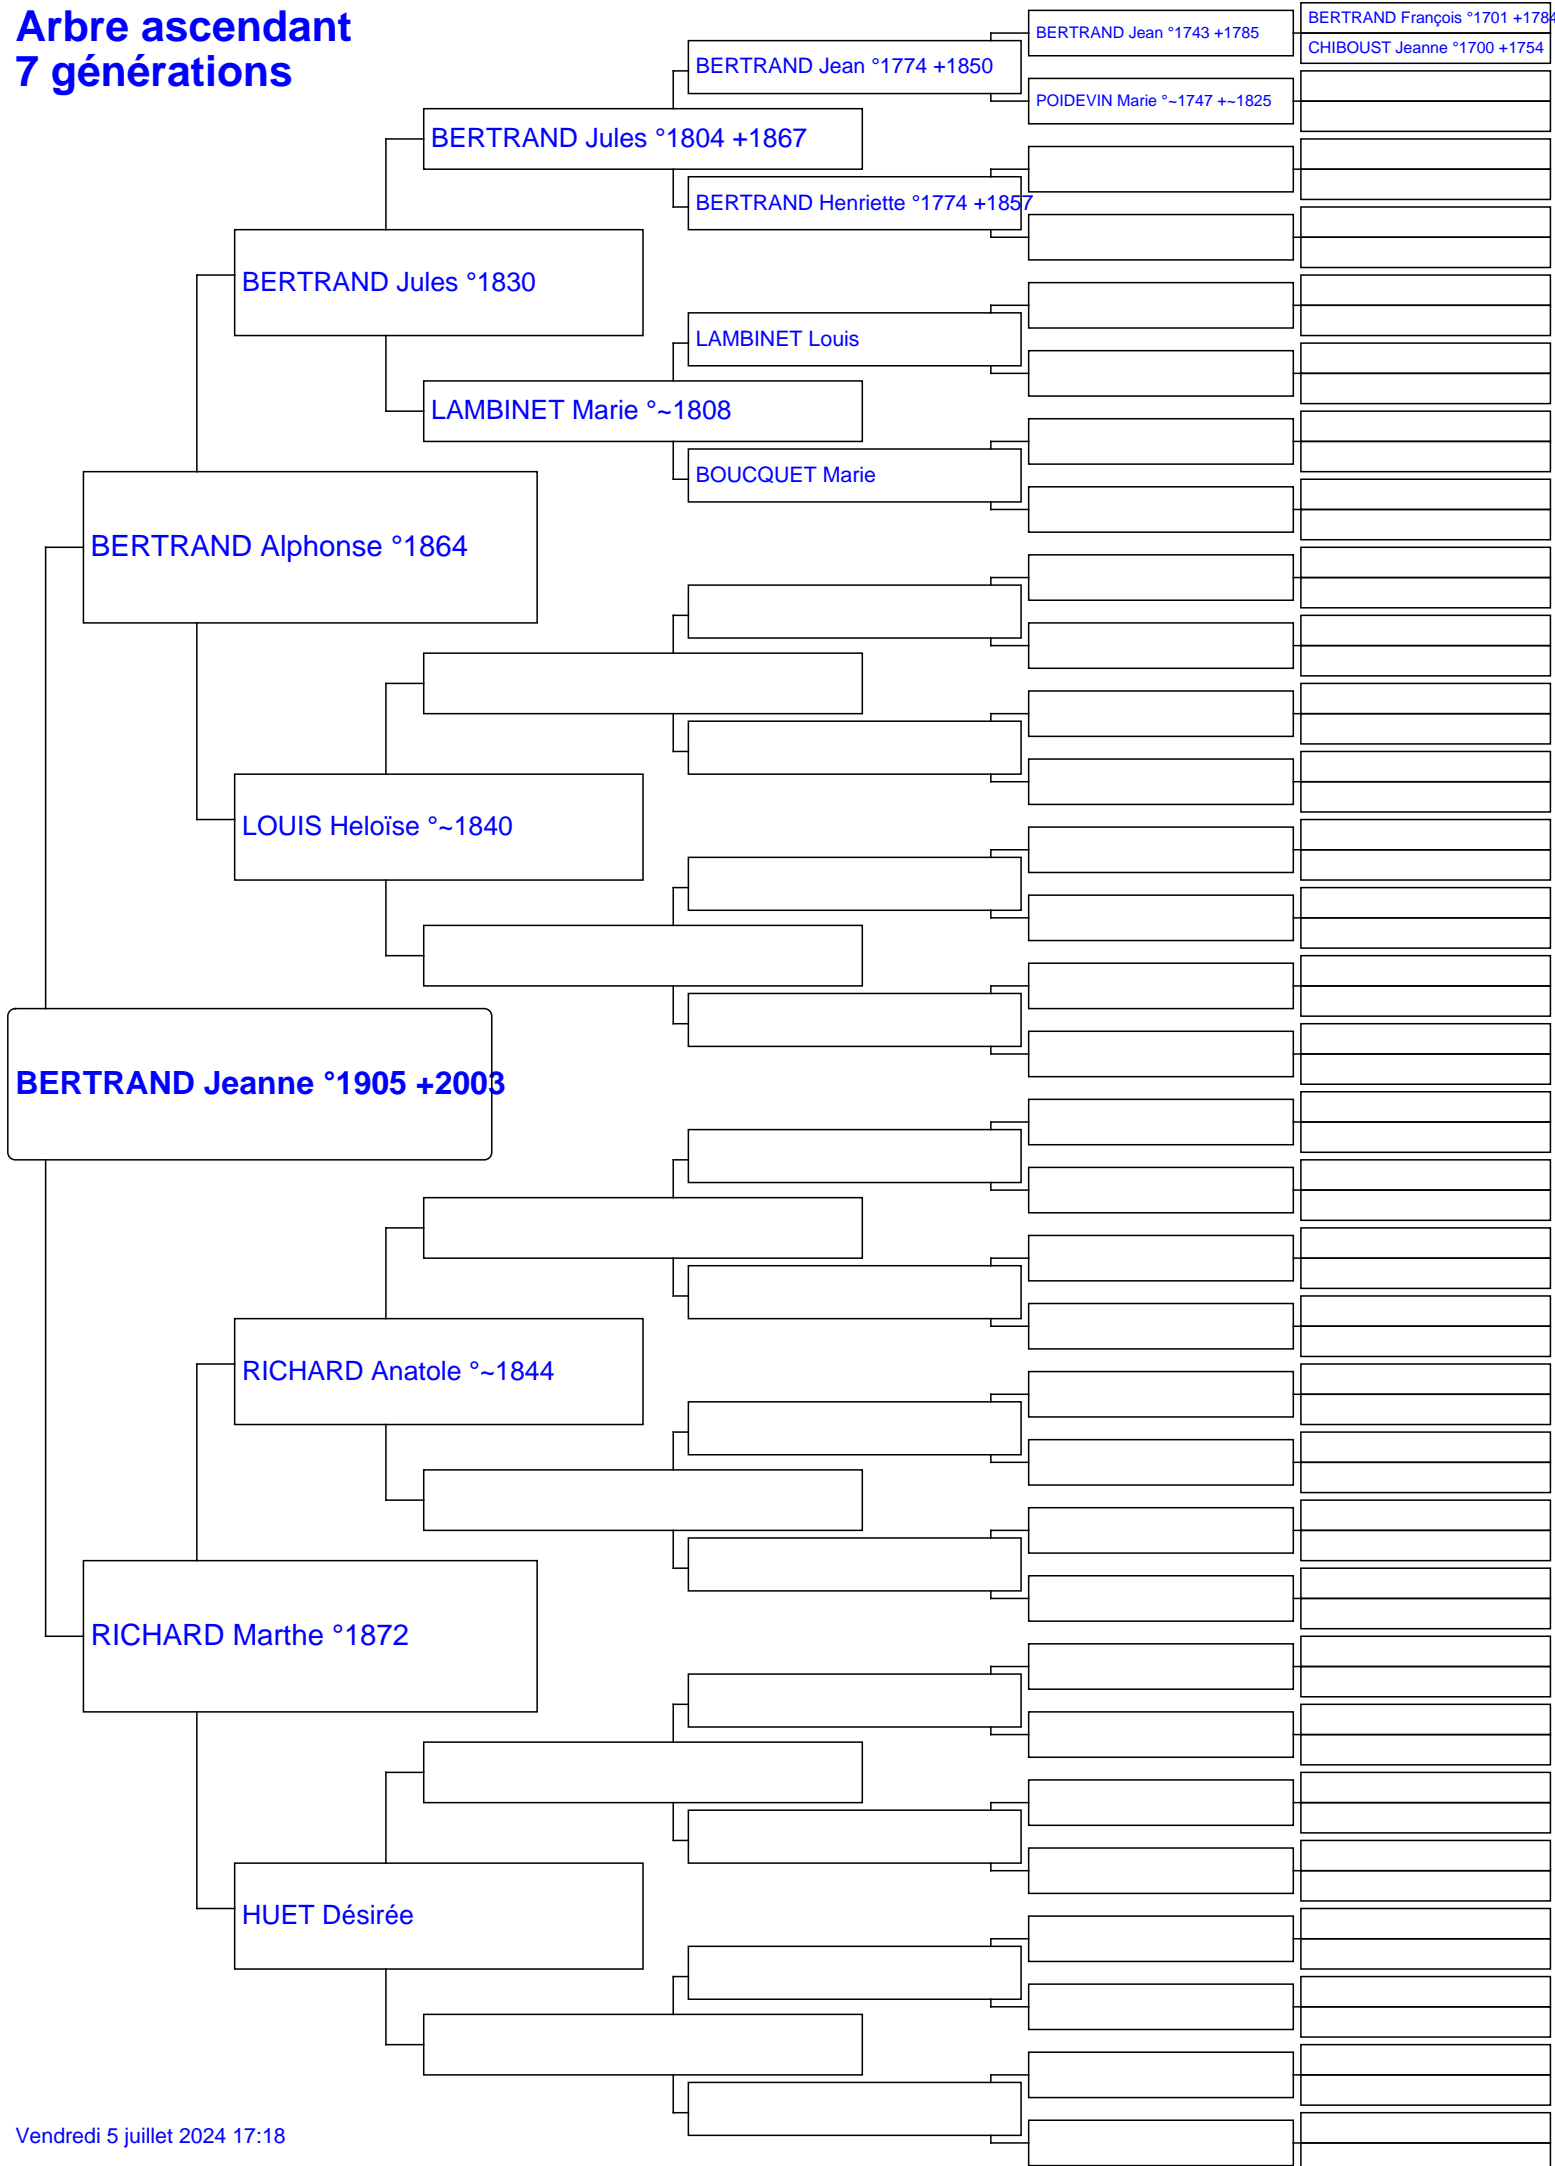 Arbre ascendant
7 générations
BERTRAND François °1701 +1784
CHIBOUST Jeanne °1700 +1754
BERTRAND Jean °1743 +1785
BERTRAND Jean °1774 +1850
POIDEVIN Marie °~1747 +~1825
BERTRAND Jules °1804 +1867
BERTRAND Henriette °1774 +1857
BERTRAND Jules °1830
LAMBINET Louis
LAMBINET Marie °~1808
BOUCQUET Marie
BERTRAND Alphonse °1864
LOUIS Heloïse °~1840
BERTRAND Jeanne °1905 +2003
RICHARD Anatole °~1844
RICHARD Marthe °1872
HUET Désirée
Vendredi 5 juillet 2024 17:18